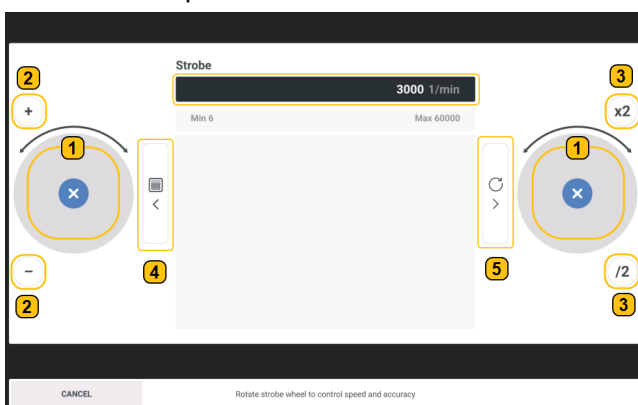 Strobe
3000 1/min
Min 6 Max 60000
2
+
1
4
−
2
3
x2
1
5
/2
3
CANCEL
Rotate strobe wheel to control speed and accuracy